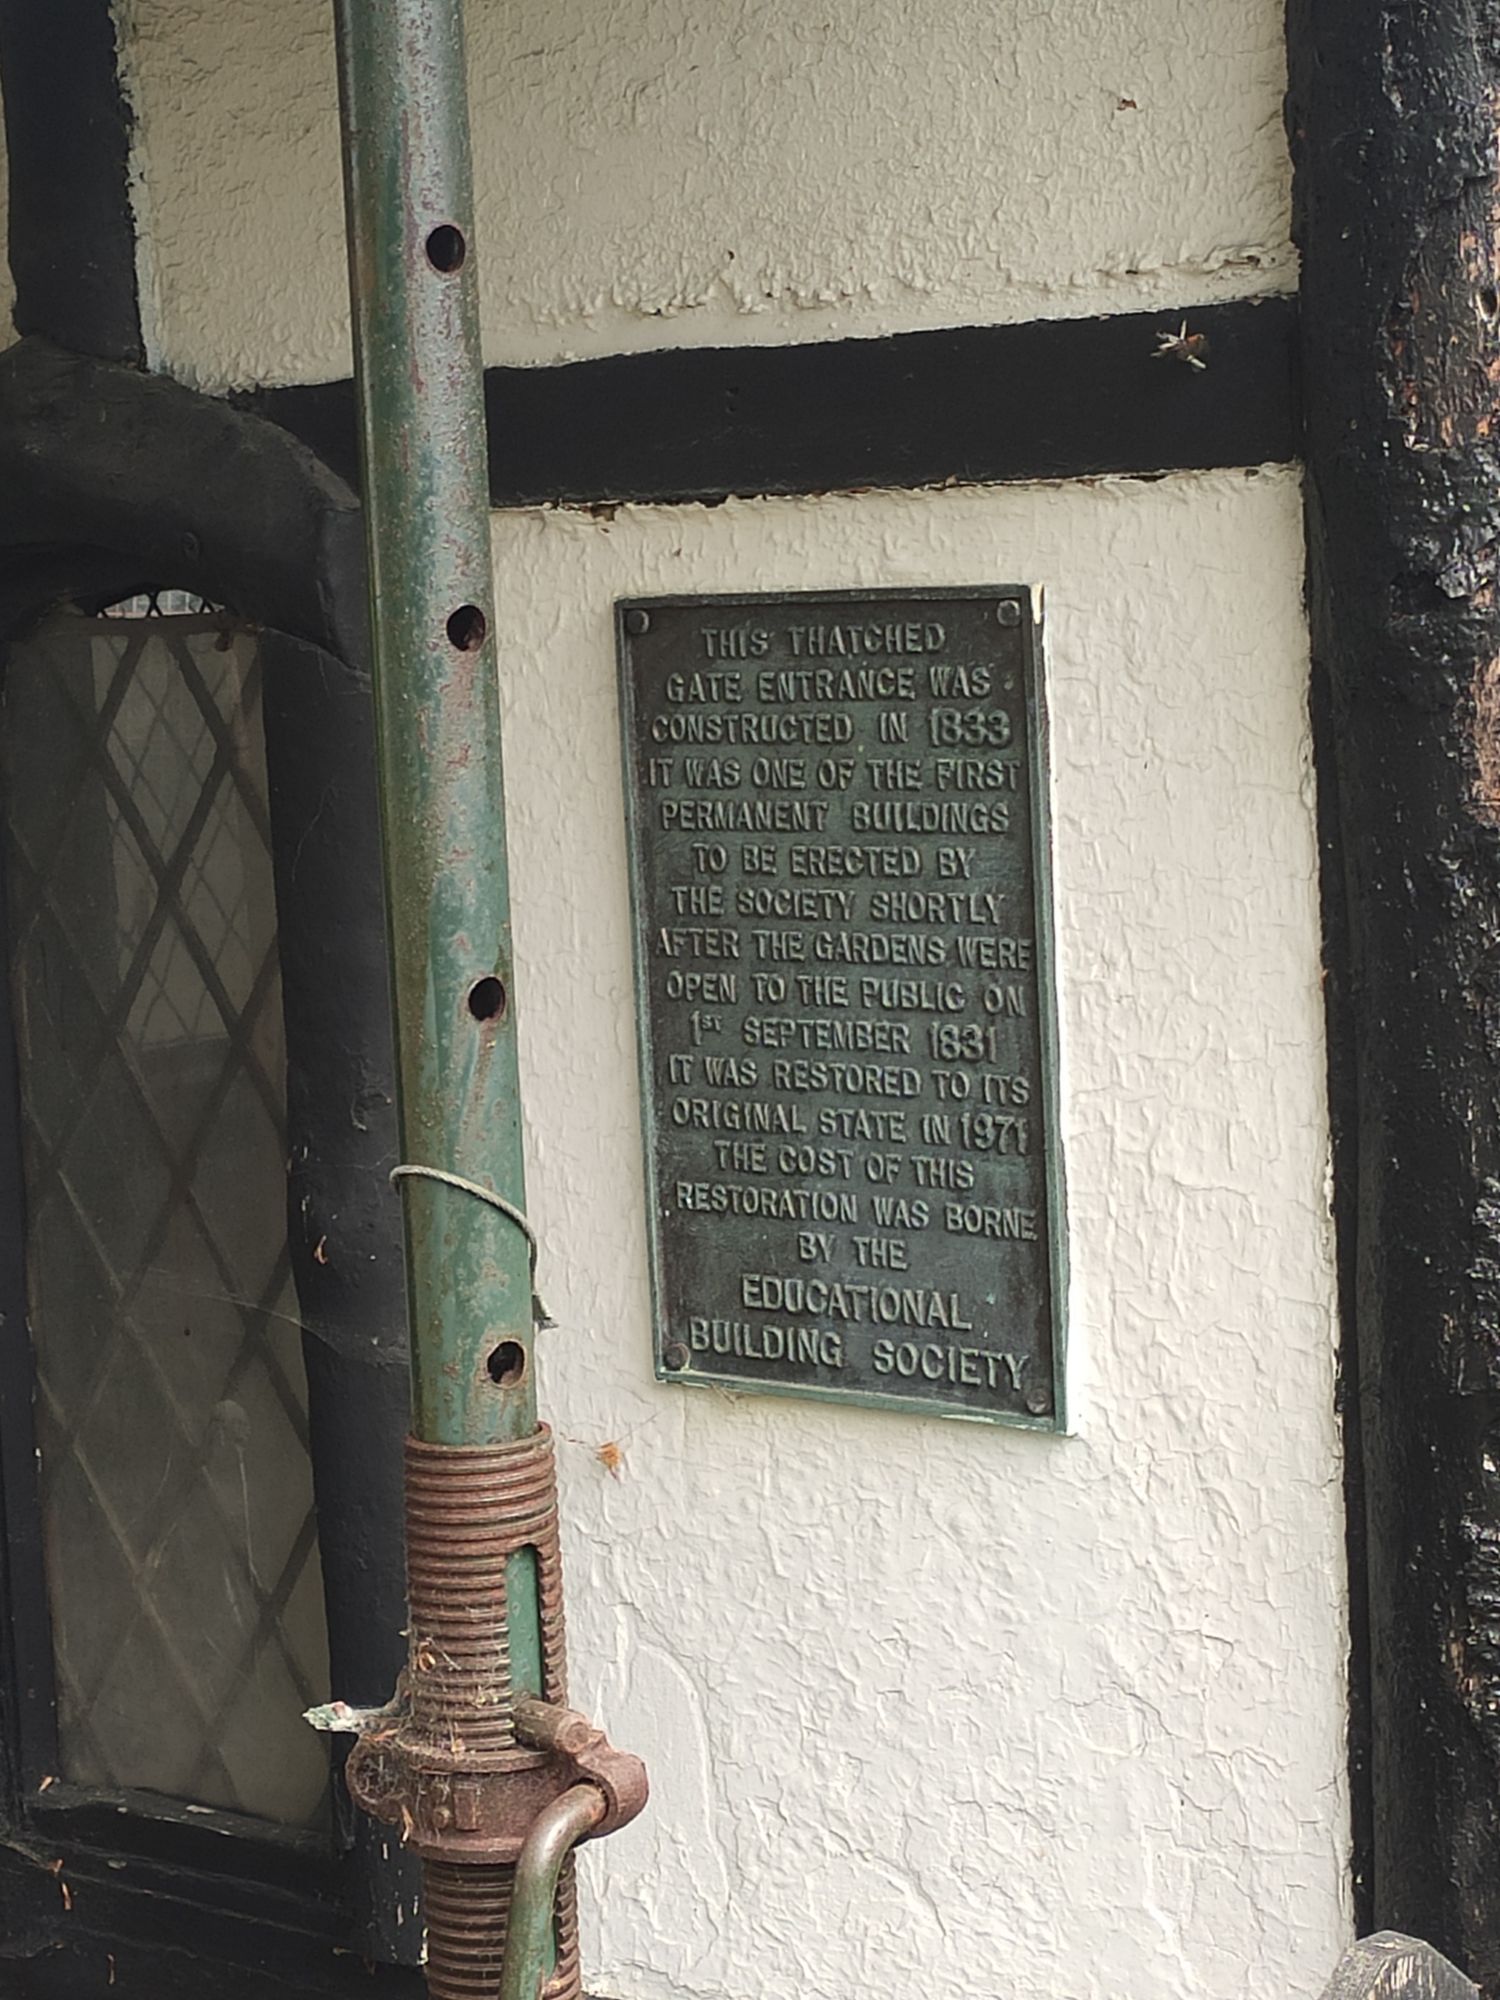 THIS THATCHED
GATE ENTRANCE WAS
CONSTRUCTED IN 1833
IT WAS ONE OF THE FIRST
PERMANENT BUILDINGS
TO BE ERECTED BY
THE SOCIETY SHORTLY
AFTER THE GARDENS WERE
OPEN TO THE PUBLIC ON
1ST SEPTEMBER 1831
IT WAS RESTORED TO ITS
ORIGINAL STATE IN 1971
THE COST OF THIS
RESTORATION WAS BORNE
BY THE
EDUCATIONAL
BUILDING SOCIETY